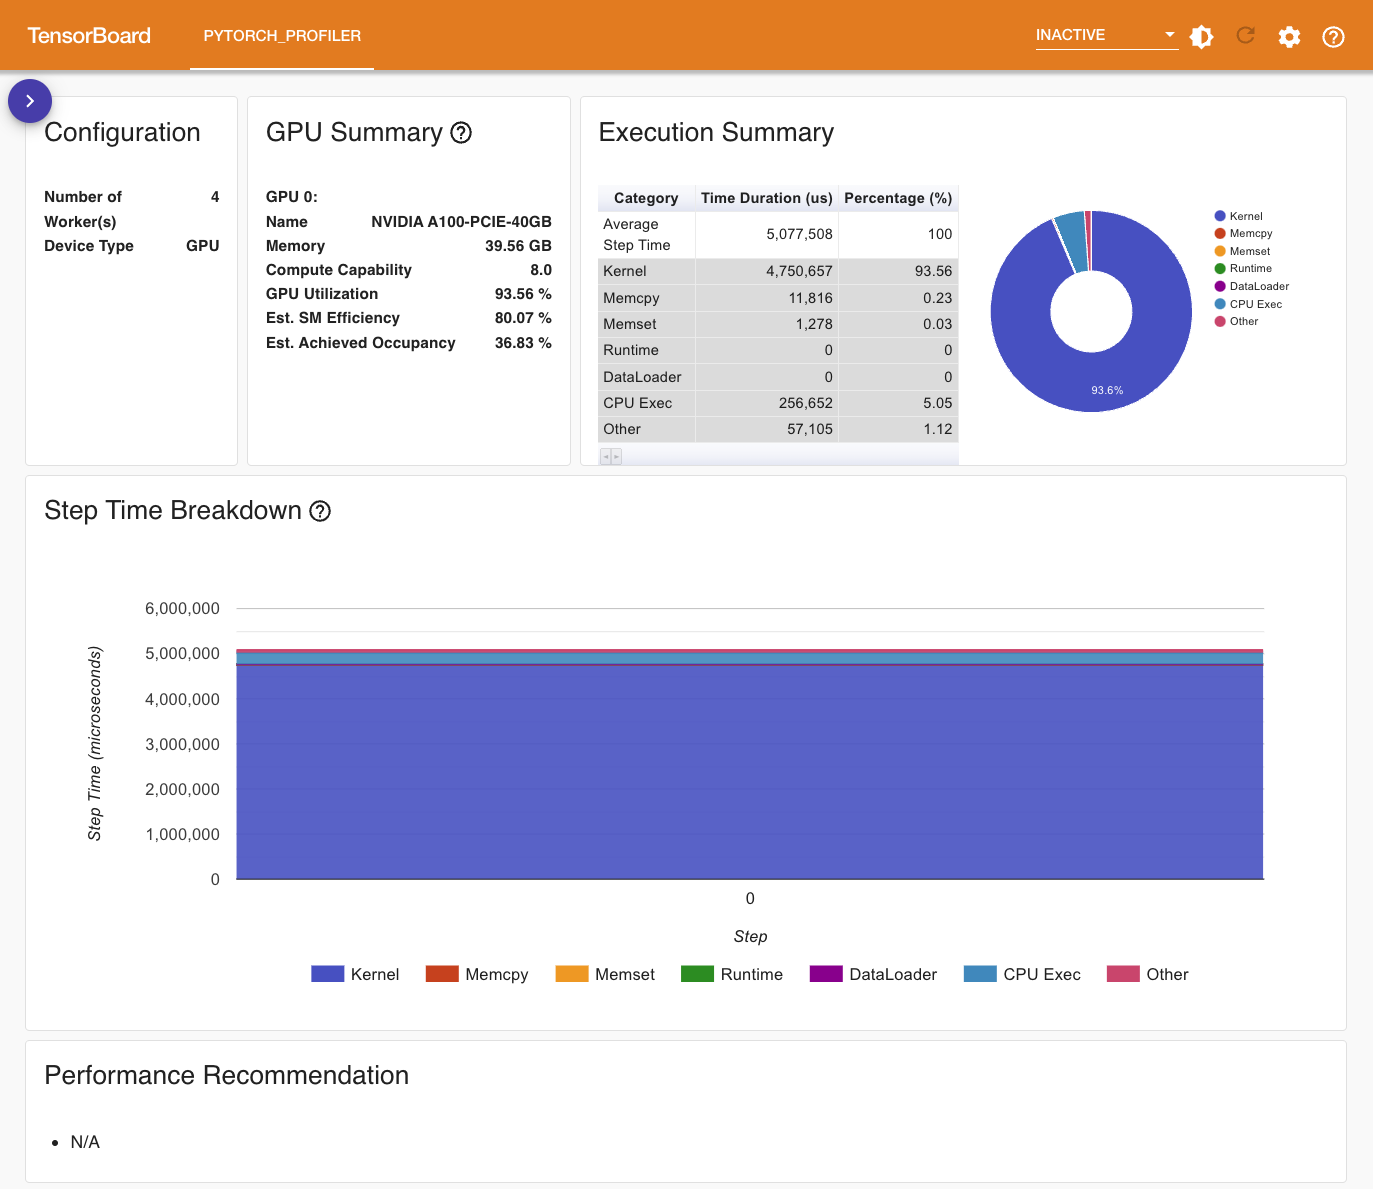 TensorBoard
PYTORCH_PROFILER
INACTIVE
Configuration
Number of Worker(s) 4
Device Type GPU
GPU Summary
GPU 0:
Name NVIDIA A100-PCIE-40GB
Memory 39.56 GB
Compute Capability 8.0
GPU Utilization 93.56 %
Est. SM Efficiency 80.07 %
Est. Achieved Occupancy 36.83 %
Execution Summary
Category Time Duration (us) Percentage (%)
Average Step Time 5,077,508 100
Kernel 4,750,657 93.56
Memcpy 11,816 0.23
Memset 1,278 0.03
Runtime 0 0
DataLoader 0 0
CPU Exec 256,652 5.05
Other 57,105 1.12
93.6%
Kernel
Memcpy
Memset
Runtime
DataLoader
CPU Exec
Other
Step Time Breakdown
Step Time (microseconds)
6,000,000
5,000,000
4,000,000
3,000,000
2,000,000
1,000,000
0
0
Step
Kernel Memcpy Memset Runtime DataLoader CPU Exec Other
Performance Recommendation
• N/A